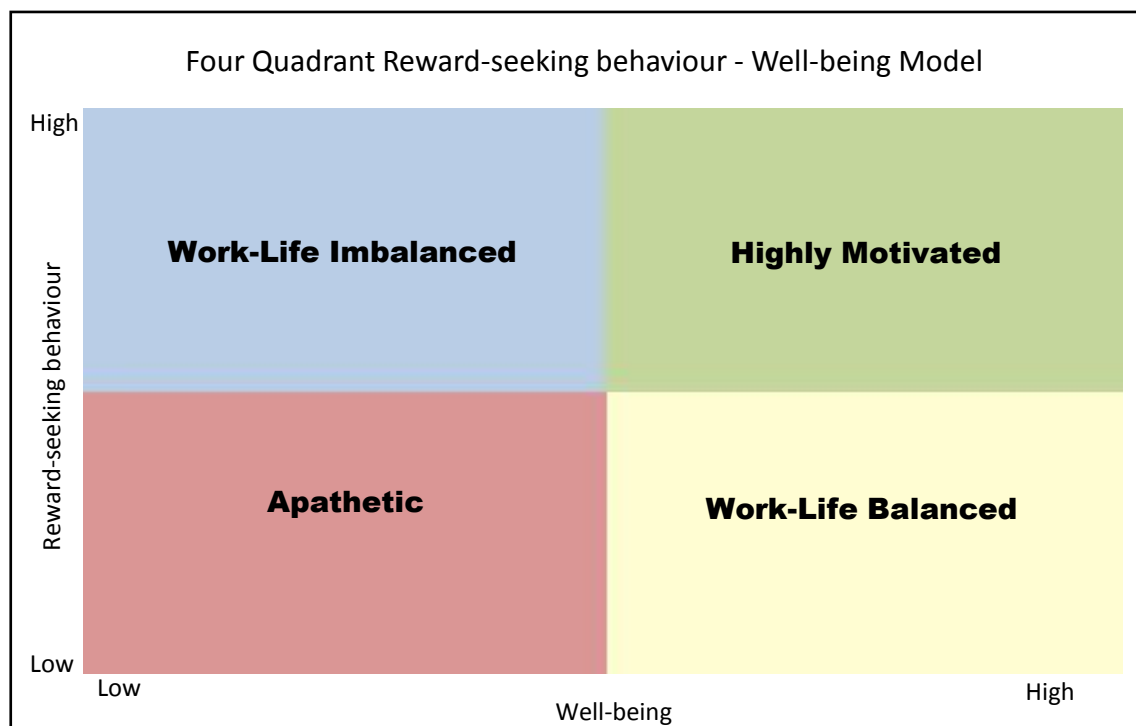 Four Quadrant Reward-seeking behaviour - Well-being Model
High
Work-Life Imbalanced
Highly Motivated
Reward-seeking behaviour
Apathetic
Work-Life Balanced
Low
Low
High
Well-being